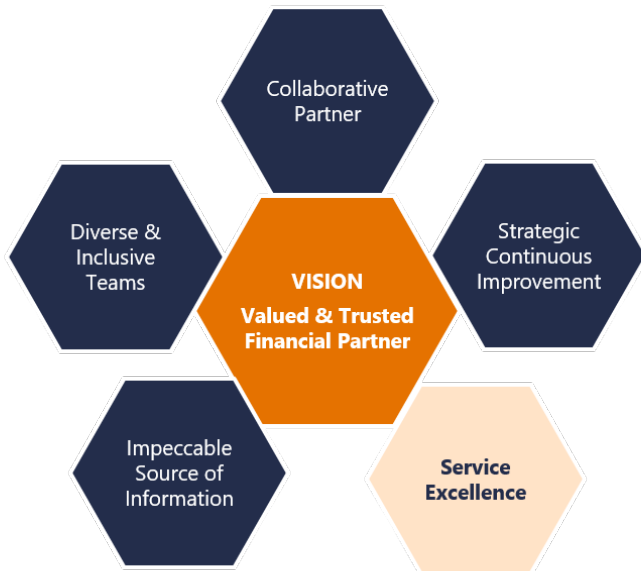 Collaborative
Partner
Diverse &
Inclusive
Teams
Strategic
Continuous
Improvement
VISION
Valued & Trusted
Financial Partner
Impeccable
Source of
Information
Service
Excellence